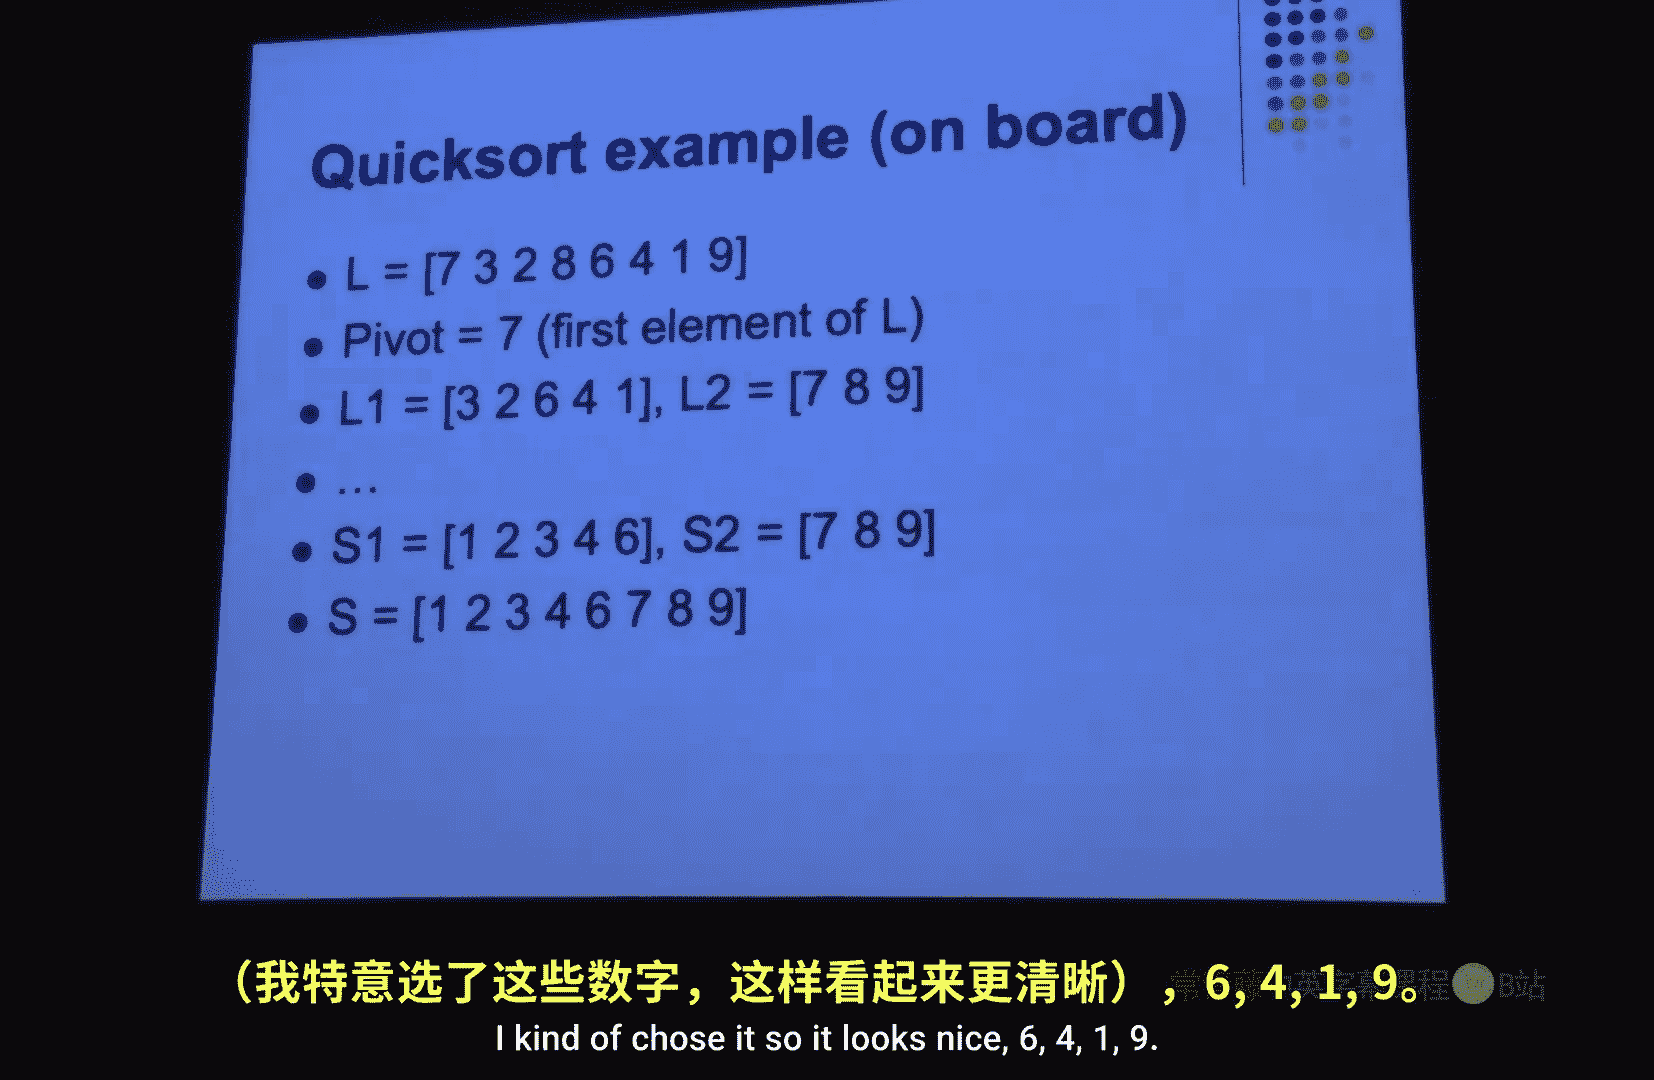 Quicksort example (on board)
● L = [7 3 2 8 6 4 1 9]
● Pivot = 7 (first element of L)
● L1 = [3 2 6 4 1], L2 = [7 8 9]
● ...
● S1 = [1 2 3 4 6], S2 = [7 8 9]
● S = [1 2 3 4 6 7 8 9]
（我特意选了这些数字，这样看起来更清晰），6, 4, 1, 9。
B站
I kind of chose it so it looks nice, 6, 4, 1, 9.